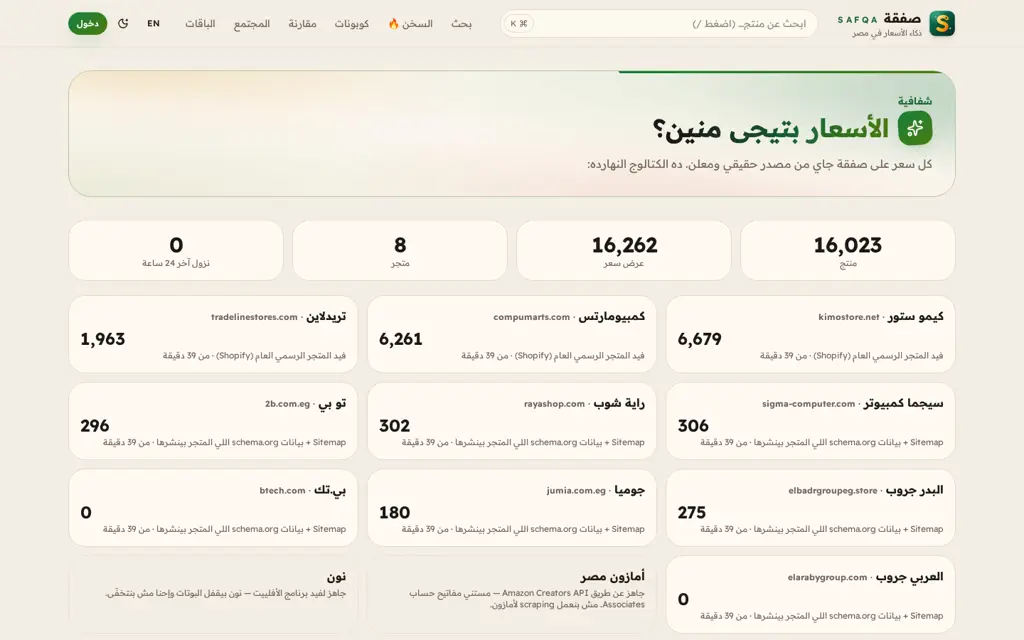 صفقة SAFQA
ذكاء الأسعار في مصر
ابحث عن منتج… (اضغط /)
⌘ K
بحث
السخن 🔥
كوبونات
مقارنة
المجتمع
الباقات
EN
دخول
شفافية
الأسعار بتيجى منين؟
كل سعر على صفقة جاي من مصدر حقيقي ومعلن. ده الكتالوج النهارده:
16,023
منتج
16,262
عرض سعر
8
متجر
0
نزول آخر 24 ساعة
كيمو ستور · kimostore.net
6,679
فيد المتجر الرسمي العام (Shopify) · من 39 دقيقة
كمبيومارتس · compumarts.com
6,261
فيد المتجر الرسمي العام (Shopify) · من 39 دقيقة
تريدلاين · tradelinestores.com
1,963
فيد المتجر الرسمي العام (Shopify) · من 39 دقيقة
سيجما كمبيوتر · sigma-computer.com
306
Sitemap + بيانات schema.org اللي المتجر بينشرها · من 39 دقيقة
راية شوب · rayashop.com
302
Sitemap + بيانات schema.org اللي المتجر بينشرها · من 39 دقيقة
تو بي · 2b.com.eg
296
Sitemap + بيانات schema.org اللي المتجر بينشرها · من 39 دقيقة
البدر جروب · elbadrgroupeg.store
275
Sitemap + بيانات schema.org اللي المتجر بينشرها · من 39 دقيقة
جوميا · jumia.com.eg
180
Sitemap + بيانات schema.org اللي المتجر بينشرها · من 39 دقيقة
بي.تك · btech.com
0
Sitemap + بيانات schema.org اللي المتجر بينشرها · من 39 دقيقة
العربي جروب · elarabygroup.com
0
Sitemap + بيانات schema.org اللي المتجر بينشرها · من 39 دقيقة
أمازون مصر
جاهز عن طريق Amazon Creators API — مستني مفاتيح حساب
Associates. مش بنعمل scraping لأمازون.
نون
جاهز لفيد برنامج الأفلييت — نون بيقفل البوتات وإحنا مش بنتخفّى.